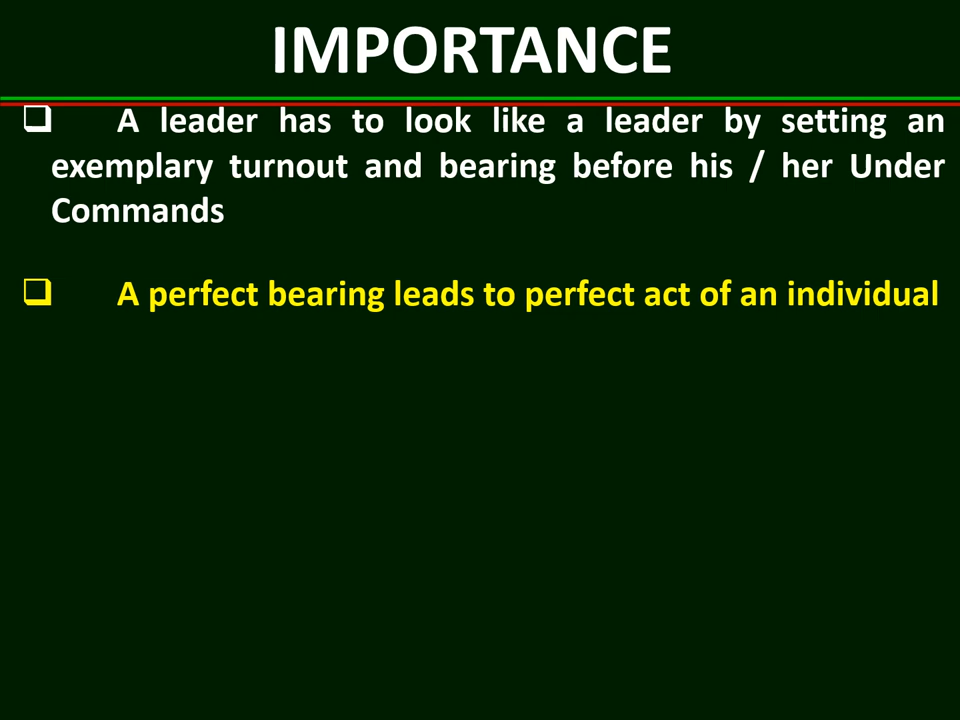 IMPORTANCE
❑ A leader has to look like a leader by setting an
exemplary turnout and bearing before his / her Under
Commands
❑ A perfect bearing leads to perfect act of an individual